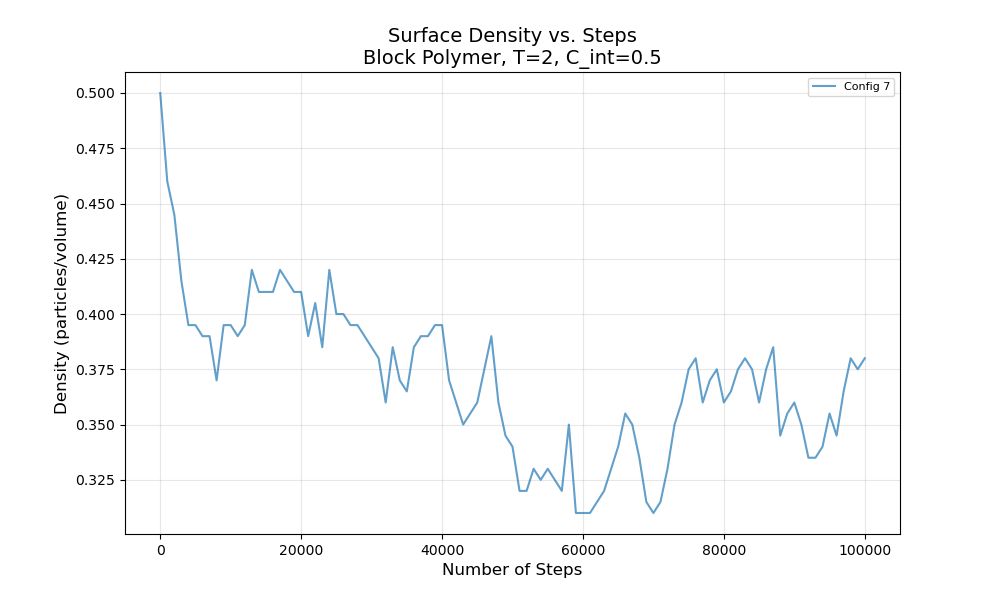 Surface Density vs. Steps
Block Polymer, T=2, C_int=0.5
Config 7
Density (particles/volume)
0.500
0.475
0.450
0.425
0.400
0.375
0.350
0.325
0 20000 40000 60000 80000 100000
Number of Steps